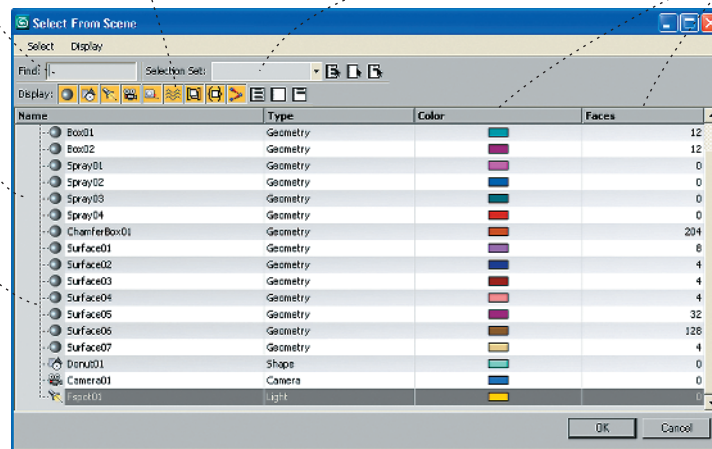 Select From Scene
Select Display
Find: Selection Set:
Display:
Name Type Color Faces
Box01 Geometry 12
Box02 Geometry 12
Spray01 Geometry 0
Spray02 Geometry 0
Spray03 Geometry 0
Spray04 Geometry 0
ChamferBox01 Geometry 204
Surface01 Geometry 8
Surface02 Geometry 4
Surface03 Geometry 4
Surface04 Geometry 4
Surface05 Geometry 32
Surface06 Geometry 128
Surface07 Geometry 4
Donut01 Shape 0
Camera01 Camera 0
Fspot01 Light 0
OK Cancel